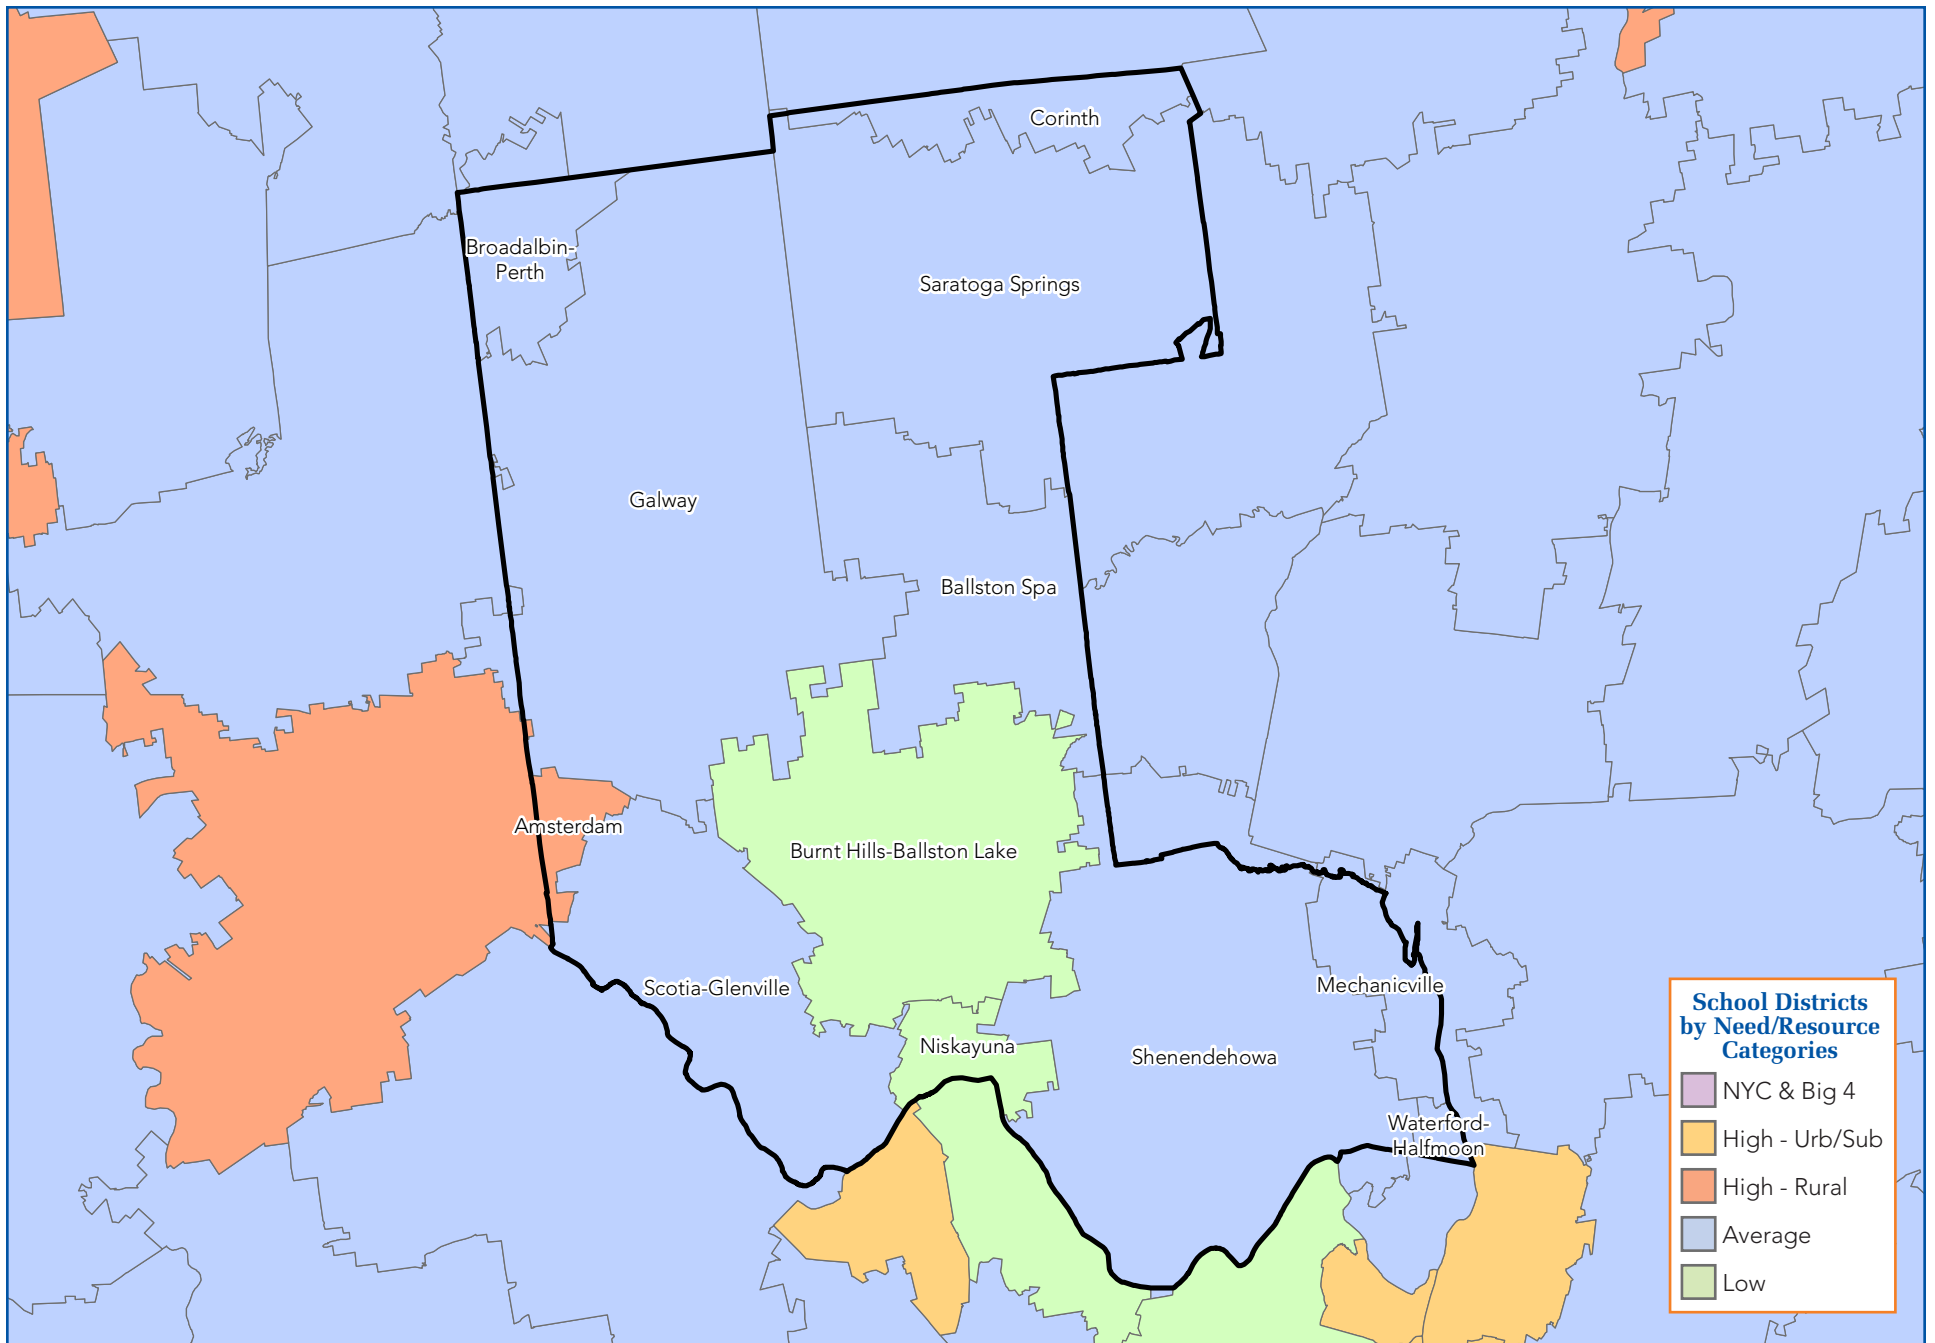 Corinth
Broadalbin-
Perth
Saratoga Springs
Galway
Ballston Spa
Amsterdam
Burnt Hills-Ballston Lake
Scotia-Glenville
Mechanicville
Niskayuna
Shenendehowa
Waterford-
Halfmoon
School Districts
by Need/Resource
Categories
NYC & Big 4
High - Urb/Sub
High - Rural
Average
Low